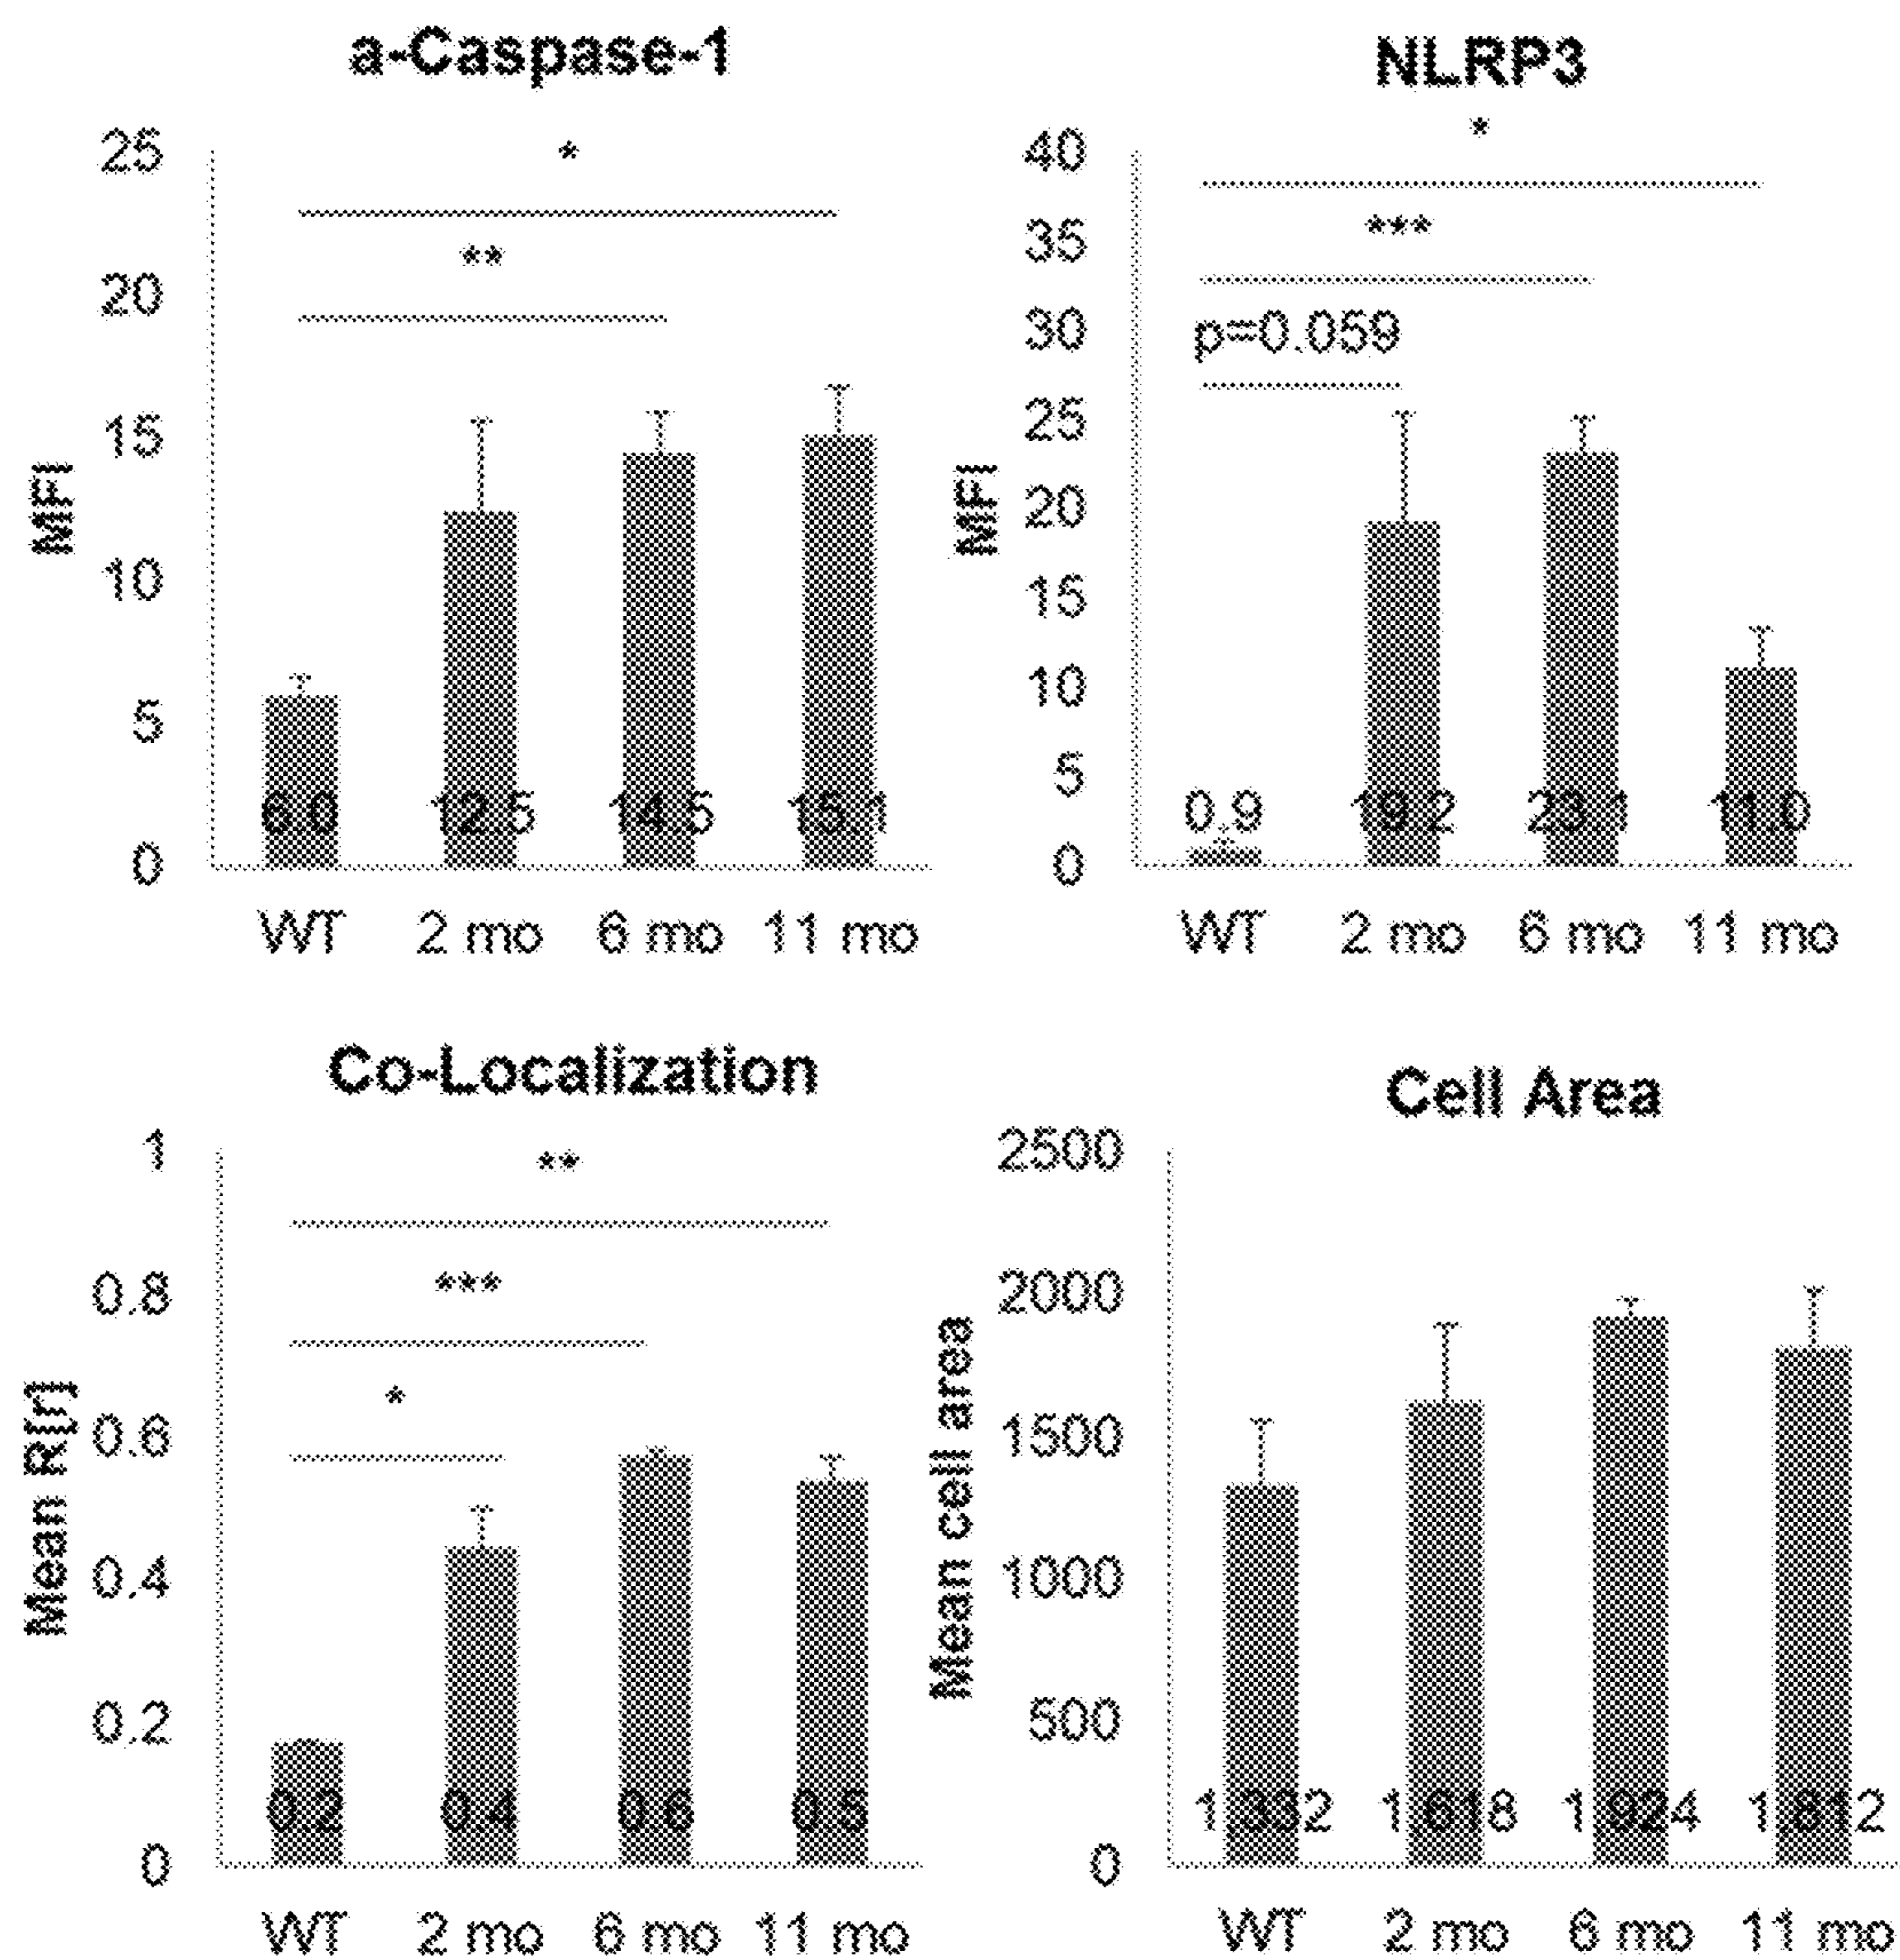 a-Caspase-1
25
20
15
10
5
0
MFI
*
**
6.0 12.5 14.5 15.1
WT 2 mo 6 mo 11 mo
NLRP3
40
35
30
25
20
15
10
5
0
MFI
*
***
p=0.059
0.9 19.2 23.1 11.0
WT 2 mo 6 mo 11 mo
Co-Localization
1
0.8
0.6
0.4
0.2
0
Mean R[r]
**
***
*
0.2 0.4 0.6 0.5
WT 2 mo 6 mo 11 mo
Cell Area
2500
2000
1500
1000
500
0
Mean cell area
1.332 1.618 1.924 1.812
WT 2 mo 6 mo 11 mo